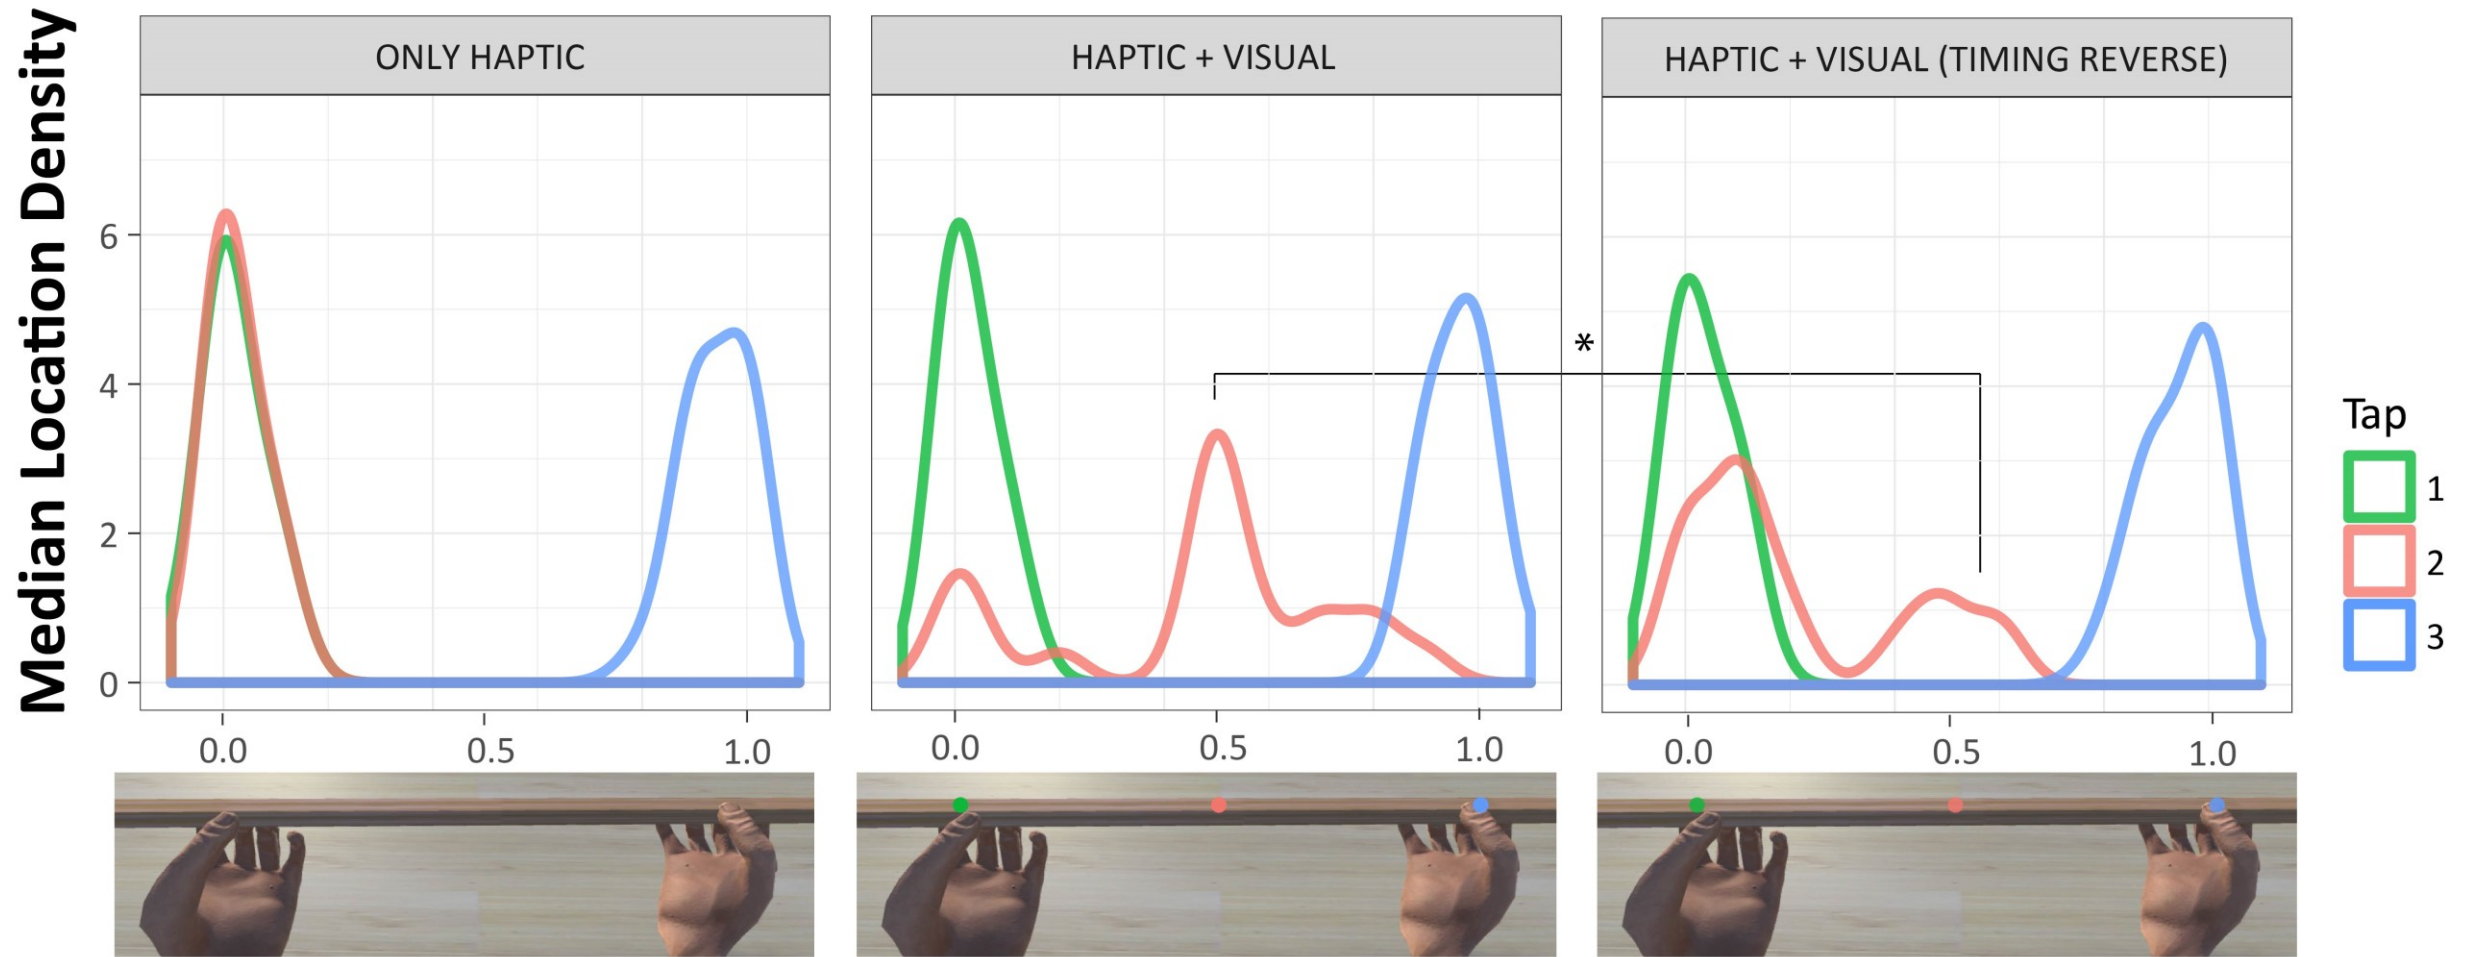 Median Location Density
ONLY HAPTIC
HAPTIC + VISUAL
HAPTIC + VISUAL (TIMING REVERSE)
6
4
2
0
*
0.0 0.5 1.0
0.0 0.5 1.0
0.0 0.5 1.0
Tap
1
2
3